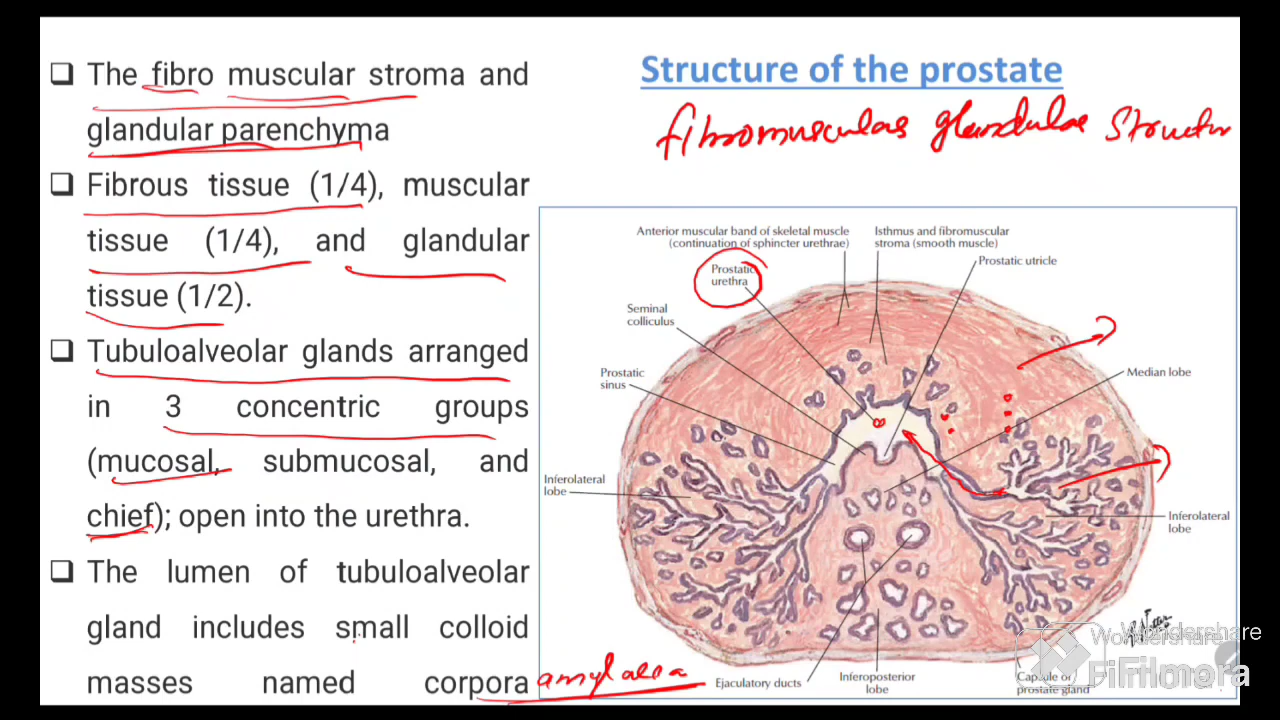 Structure of the prostate
fibromuscular glandular Structur
The fibro muscular stroma and
glandular parenchyma
Fibrous tissue (1/4), muscular
tissue (1/4), and glandular
tissue (1/2).
Tubuloalveolar glands arranged
in 3 concentric groups
(mucosal, submucosal, and
chief); open into the urethra.
The lumen of tubuloalveolar
gland includes small colloid
masses named corpora amylacea
Anterior muscular band of skeletal muscle
(continuation of sphincter urethrae)
Isthmus and fibromuscular
stroma (smooth muscle)
Prostatic utricle
Prostatic
urethra
Seminal
colliculus
Prostatic
sinus
Median lobe
Inferolateral
lobe
Inferolateral
lobe
Ejaculatory ducts
Inferoposterior
lobe
Capsule of
prostate gland
Wondershare
Filmora